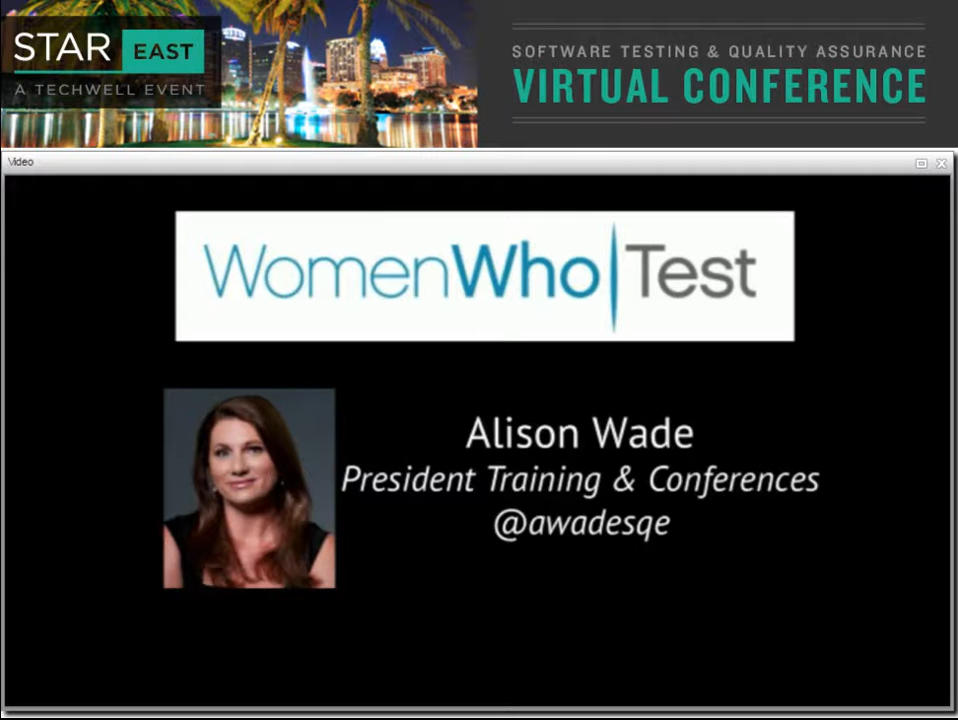 STAR EAST
A TECHWELL EVENT
SOFTWARE TESTING & QUALITY ASSURANCE
VIRTUAL CONFERENCE
Video
WomenWho|Test
Alison Wade
President Training & Conferences
@awadesqe